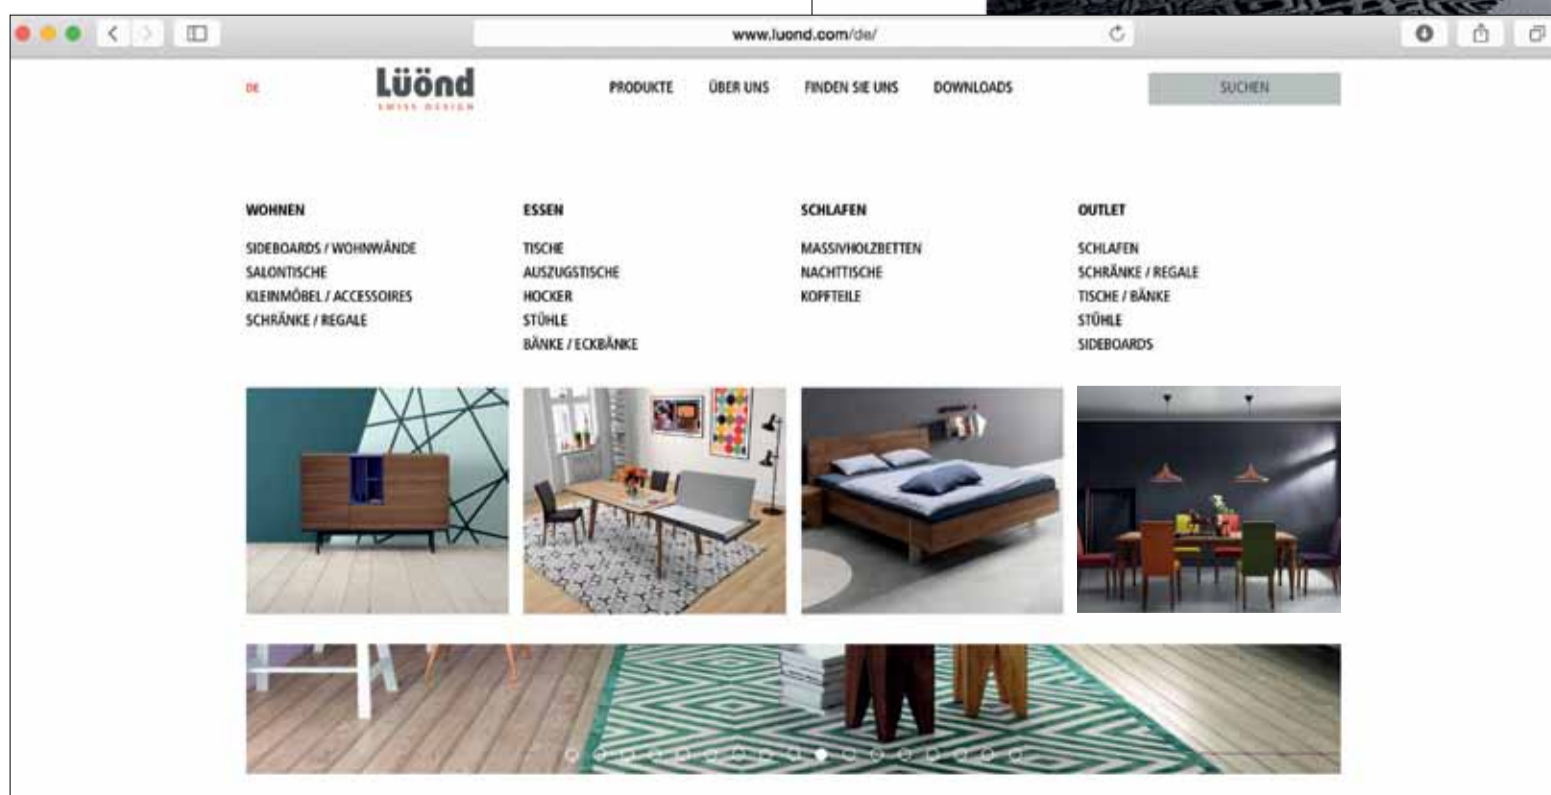 www.luond.com/de/
DE
Lüönd
SWISS DESIGN
PRODUKTE
ÜBER UNS
FINDEN SIE UNS
DOWNLOADS
SUCHEN
WOHNEN
SIDEBOARDS / WOHNWÄNDE
SALONTISCHE
KLEINMÖBEL / ACCESSOIRES
SCHRÄNKE / REGALE
ESSEN
TISCHE
AUSZUGSTISCHE
HOCKER
STÜHLE
BÄNKE / ECKBÄNKE
SCHLAFEN
MASSIVHOLZBETTEN
NACHTTISCHE
KOPFTEILE
OUTLET
SCHLAFEN
SCHRÄNKE / REGALE
TISCHE / BÄNKE
STÜHLE
SIDEBOARDS